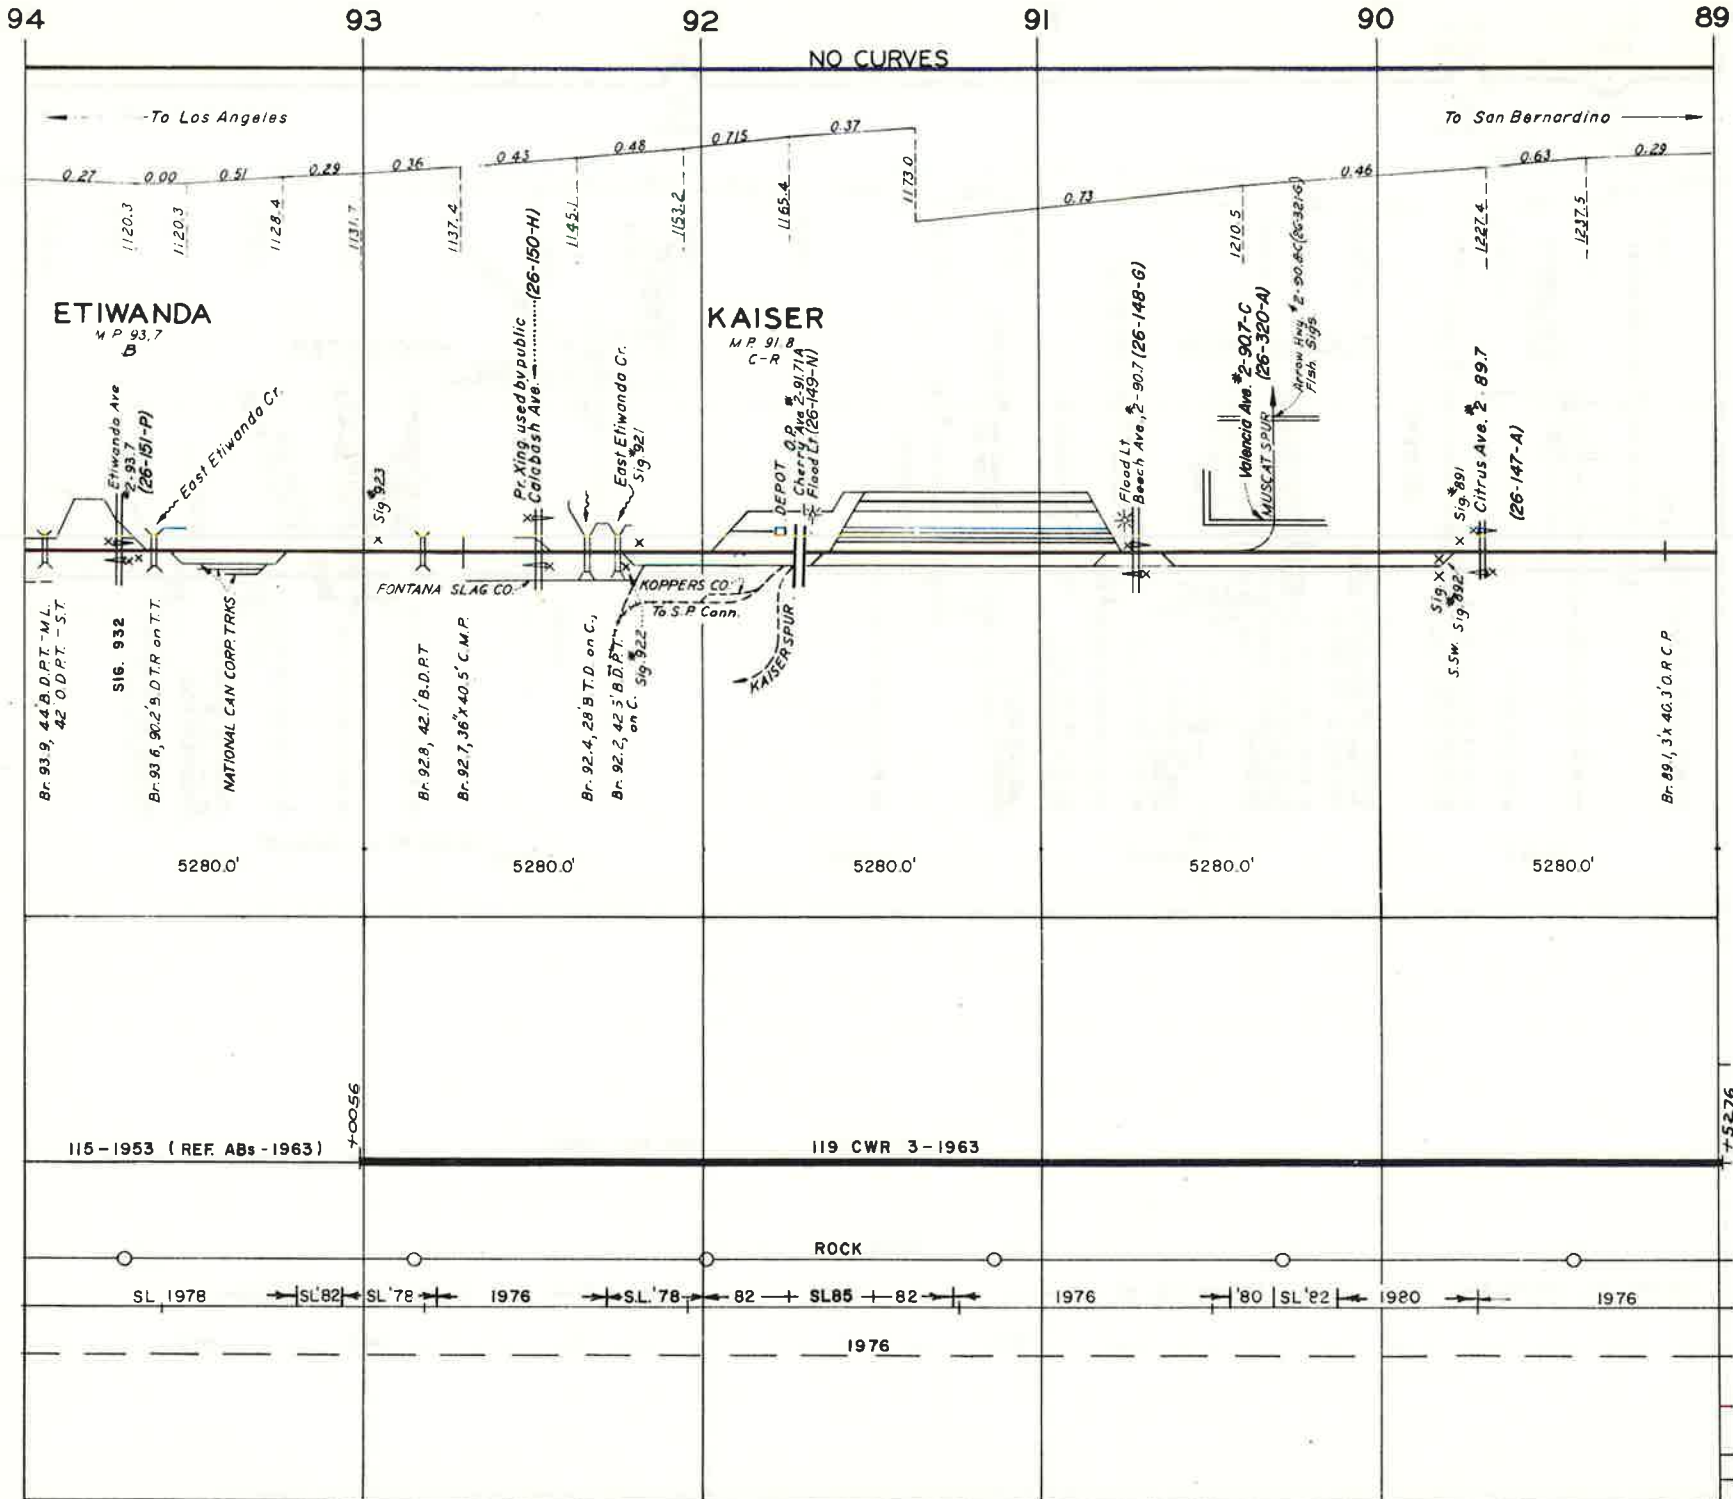 94 93 92 91 90 89
NO CURVES
To Los Angeles
To San Bernardino
0.27 0.00 0.51 0.29 0.36 0.43 0.48 0.715 0.37 0.73 0.46 0.63 0.29
1120.3
1120.3
1128.4
1131.7
1137.4
1145.1
1153.2
1165.4
1173.0
1210.5
1227.4
1237.5
ETIWANDA
M.P. 93.7
B
KAISER
M.P. 91.8
C-R
Etiwanda Ave
#2-93.7
(26-151-P)
East Etiwanda Cr.
Sig. #923
Pr. Xing. used by public
Calabash Ave. (26-150-H)
East Etiwanda Cr.
Sig. #921
DEPOT O.P.
Cherry Ave #2-91.71A
Flood Lt (26-149-N)
Flood Lt
Beech Ave., #2-90.7 (26-148-G)
Valencia Ave. #2-90.7-C
(26-320-A)
MUSCAT SPUR
Arrow Hwy. #2-90.8-C (26-321-G)
Flsh. Sigs.
Sig. #891
Citrus Ave. #2-89.7
(26-147-A)
FONTANA SLAG CO.
KOPPERS CO
To S.P. Conn.
KAISER SPUR
Br. 93.9, 44' B.D.P.T. - M.L.
42' O.D.P.T. - S.T.
SIG. 932
Br. 93.6, 90.2' B.D.T.R on T.T.
NATIONAL CAN CORP. TRKS
Br. 92.8, 42.1' B.D.P.T
Br. 92.7, 36" X 40.5' C.M.P.
Br. 92.4, 28' B.T.D. on C.,
Br. 92.2, 42.5' B.D.P.T.
on C.
Sig. #922
Sig.
S.Sw. Sig. #892
Br. 89.1, 3' x 40.3' O.R.C.P
5280.0' 5280.0' 5280.0' 5280.0' 5280.0'
+0056
+5276
115-1953 (REF. ABs-1963)
119 CWR 3-1963
ROCK
SL 1978 SL '82 SL '78 1976 S.L. '78 82 SL85 82 1976 '80 SL '82 1980 1976
1976